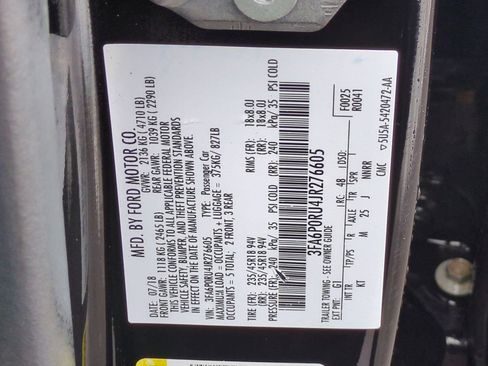 MFD. BY FORD MOTOR CO.
DATE: 07/18 GVWR: 2136 KG ( 4710 LB)
FRONT GAWR: 1118 KG ( 2465 LB) REAR GAWR: 1039 KG ( 2290 LB)
THIS VEHICLE CONFORMS TO ALL APPLICABLE FEDERAL MOTOR
VEHICLE SAFETY, BUMPER, AND THEFT PREVENTION STANDARDS
IN EFFECT ON THE DATE OF MANUFACTURE SHOWN ABOVE.
VEHICLE: 3FA6P0RU4JR276605 TYPE: Passenger Car
MAXIMUM LOAD = OCCUPANTS + LUGGAGE = 375KG/ 827LB
OCCUPANTS = 5 TOTAL: 2 FRONT, 3 REAR
TIRE (FR): 235/45R18 94V RIMS (FR): 18x8.0J
TIRE (RR): 235/45R18 94V (RR): 18x8.0J
PRESSURE (FR): 240 kPa/ 35 PSI COLD (RR): 240 kPa/ 35 PSI COLD
3FA6P0RU4JR276605
TRAILER TOWING - SEE OWNER GUIDE
F0025
R0041
EXT PNT: G1 RC: 48 DSO:
INT TR TP/PS R AXLE TR SPR
KT M 25 J NNRR
CMC 5U5A-5420472-AA